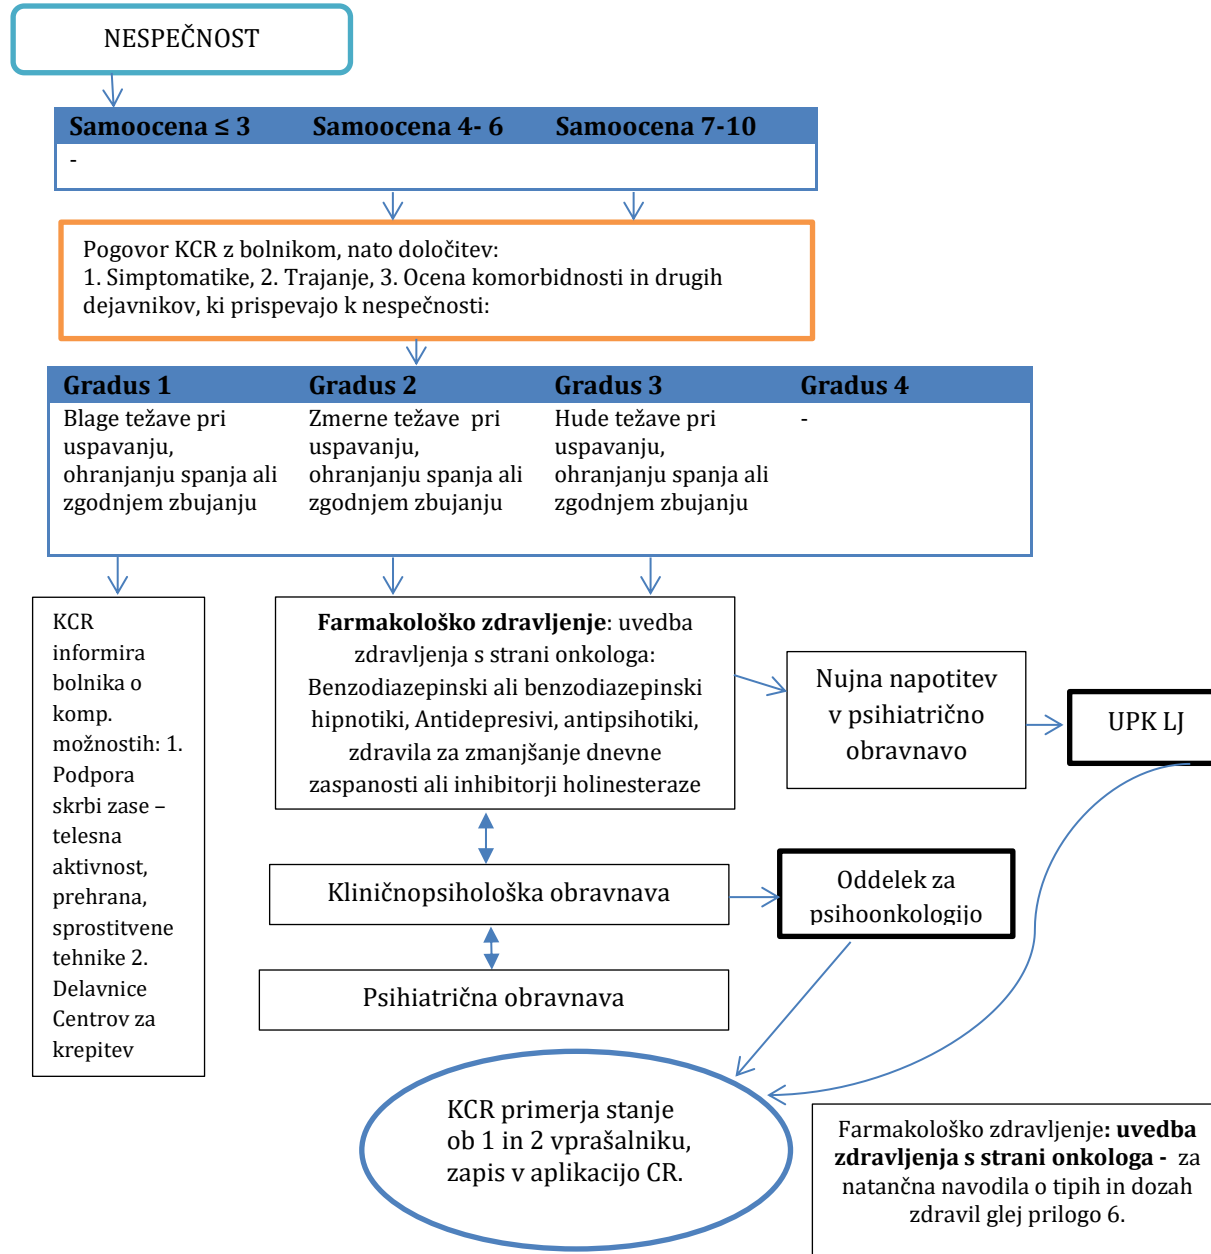 NESPEČNOST
Samoocena ≤ 3 Samoocena 4- 6 Samoocena 7-10
-
Pogovor KCR z bolnikom, nato določitev:
1. Simptomatike, 2. Trajanje, 3. Ocena komorbidnosti in drugih
dejavnikov, ki prispevajo k nespečnosti:
Gradus 1 Gradus 2 Gradus 3 Gradus 4
Blage težave pri
uspavanju,
ohranjanju spanja ali
zgodnjem zbujanju
Zmerne težave pri
uspavanju,
ohranjanju spanja ali
zgodnjem zbujanju
Hude težave pri
uspavanju,
ohranjanju spanja ali
zgodnjem zbujanju
-
KCR
informira
bolnika o
komp.
možnostih: 1.
Podpora
skrbi zase –
telesna
aktivnost,
prehrana,
sprostitvene
tehnike 2.
Delavnice
Centrov za
krepitev
Farmakološko zdravljenje: uvedba
zdravljenja s strani onkologa:
Benzodiazepinski ali benzodiazepinski
hipnotiki, Antidepresivi, antipsihotiki,
zdravila za zmanjšanje dnevne
zaspanosti ali inhibitorji holinesteraze
Nujna napotitev
v psihiatrično
obravnavo
UPK LJ
Kliničnopsihološka obravnava
Oddelek za
psihoonkologijo
Psihiatrična obravnava
KCR primerja stanje
ob 1 in 2 vprašalniku,
zapis v aplikacijo CR.
Farmakološko zdravljenje: uvedba
zdravljenja s strani onkologa - za
natančna navodila o tipih in dozah
zdravil glej prilogo 6.